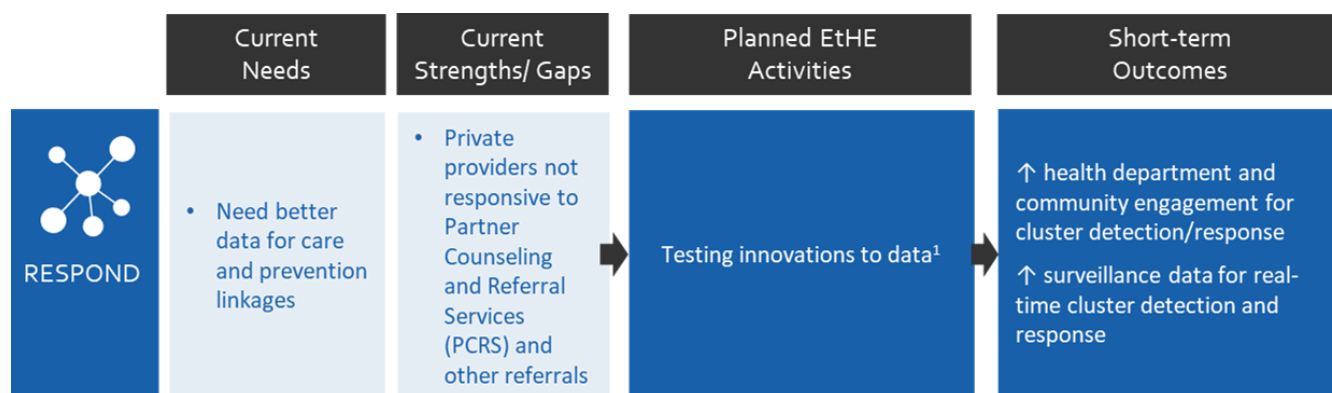 Current
Needs
Current
Strengths/ Gaps
Planned EtHE
Activities
Short-term
Outcomes
RESPOND
• Need better
data for care
and prevention
linkages
• Private
providers not
responsive to
Partner
Counseling
and Referral
Services
(PCRS) and
other referrals
Testing innovations to data¹
↑ health department and
community engagement for
cluster detection/response
↑ surveillance data for real-
time cluster detection and
response